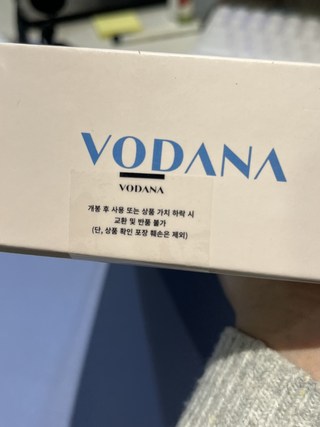 VODANA
VODANA
개봉 후 사용 또는 상품 가치 하락 시
교환 및 반품 불가
(단, 상품 확인 포장 훼손은 제외)